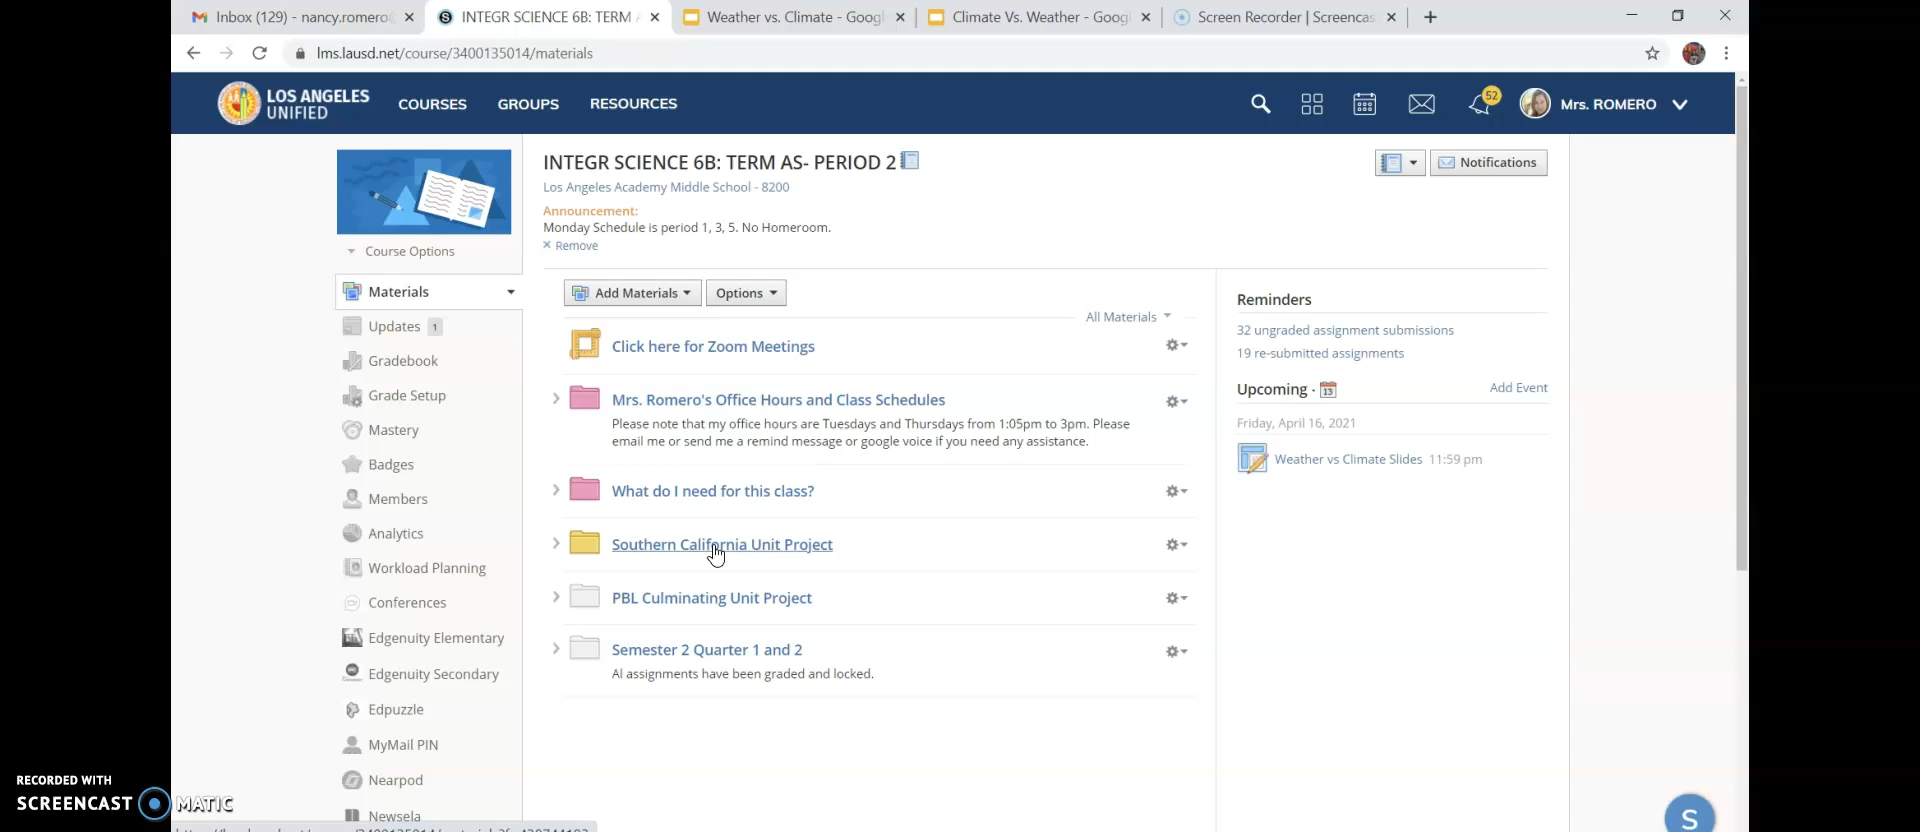 Inbox (129) - nancy.romero
INTEGR SCIENCE 6B: TERM
Weather vs. Climate - Googl
Climate Vs. Weather - Googl
Screen Recorder | Screencas
lms.lausd.net/course/3400135014/materials
LOS ANGELES
UNIFIED
COURSES
GROUPS
RESOURCES
52
Mrs. ROMERO
INTEGR SCIENCE 6B: TERM AS- PERIOD 2
Los Angeles Academy Middle School - 8200
Announcement:
Monday Schedule is period 1, 3, 5. No Homeroom.
Remove
Notifications
Course Options
Materials
Updates 1
Gradebook
Grade Setup
Mastery
Badges
Members
Analytics
Workload Planning
Conferences
Edgenuity Elementary
Edgenuity Secondary
Edpuzzle
MyMail PIN
Nearpod
Newsela
Add Materials
Options
All Materials
Click here for Zoom Meetings
Mrs. Romero's Office Hours and Class Schedules
Please note that my office hours are Tuesdays and Thursdays from 1:05pm to 3pm. Please
email me or send me a remind message or google voice if you need any assistance.
What do I need for this class?
Southern California Unit Project
PBL Culminating Unit Project
Semester 2 Quarter 1 and 2
Al assignments have been graded and locked.
Reminders
32 ungraded assignment submissions
19 re-submitted assignments
Upcoming · 13
Add Event
Friday, April 16, 2021
Weather vs Climate Slides 11:59 pm
S
RECORDED WITH
SCREENCAST MATIC